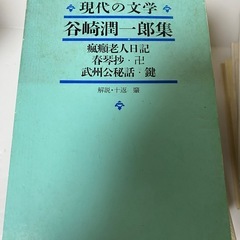 現代の文学
谷崎潤一郎集
瘋癲老人日記
春琴抄・卍
武州公秘話・鍵
解説・十返 肇